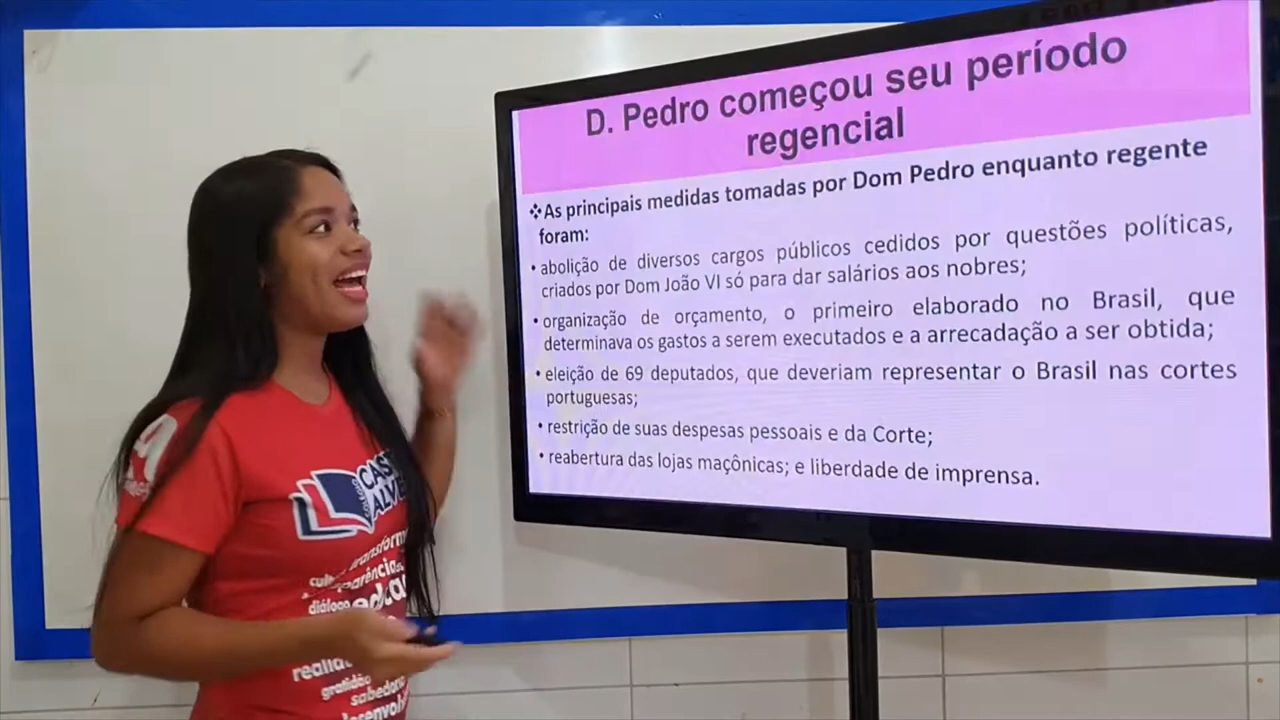 D. Pedro começou seu período
regencial
❖As principais medidas tomadas por Dom Pedro enquanto regente
foram:
• abolição de diversos cargos públicos cedidos por questões políticas,
criados por Dom João VI só para dar salários aos nobres;
• organização de orçamento, o primeiro elaborado no Brasil, que
determinava os gastos a serem executados e a arrecadação a ser obtida;
• eleição de 69 deputados, que deveriam representar o Brasil nas cortes
portuguesas;
• restrição de suas despesas pessoais e da Corte;
• reabertura das lojas maçônicas; e liberdade de imprensa.
diálogo
gratidão